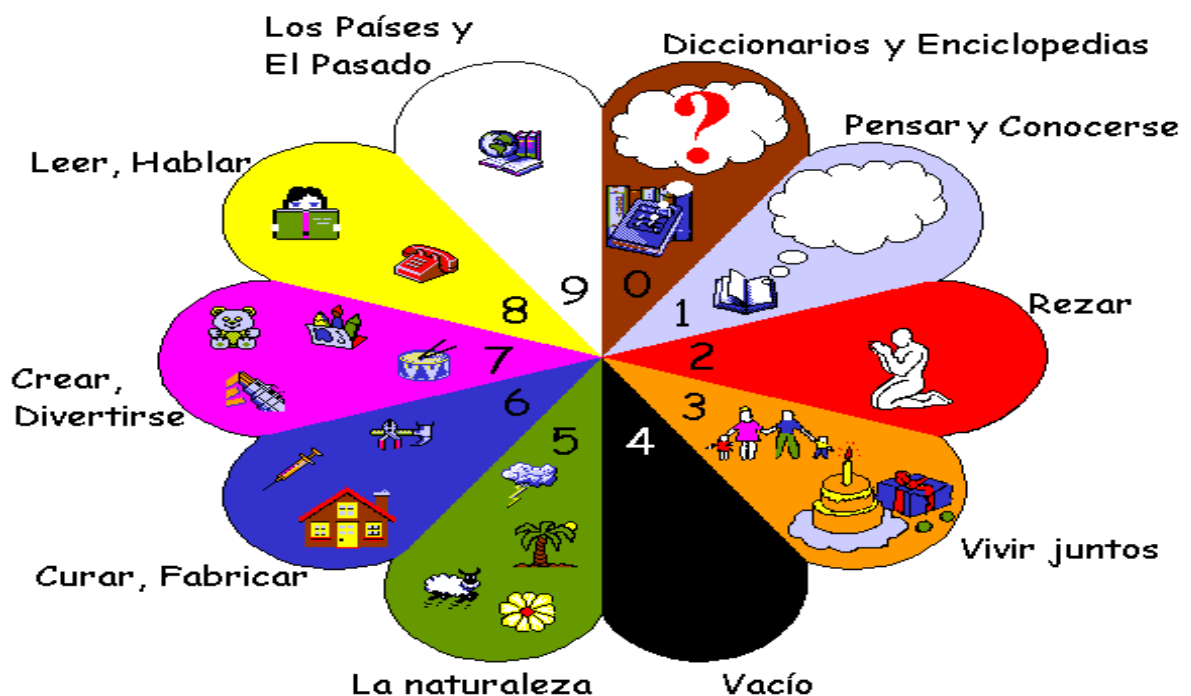 Los Países y
El Pasado
Diccionarios y Enciclopedias
Pensar y Conocerse
Leer, Hablar
Rezar
Crear,
Divertirse
Vivir juntos
Curar, Fabricar
La naturaleza
Vacío
0
1
2
3
4
5
6
7
8
9
?